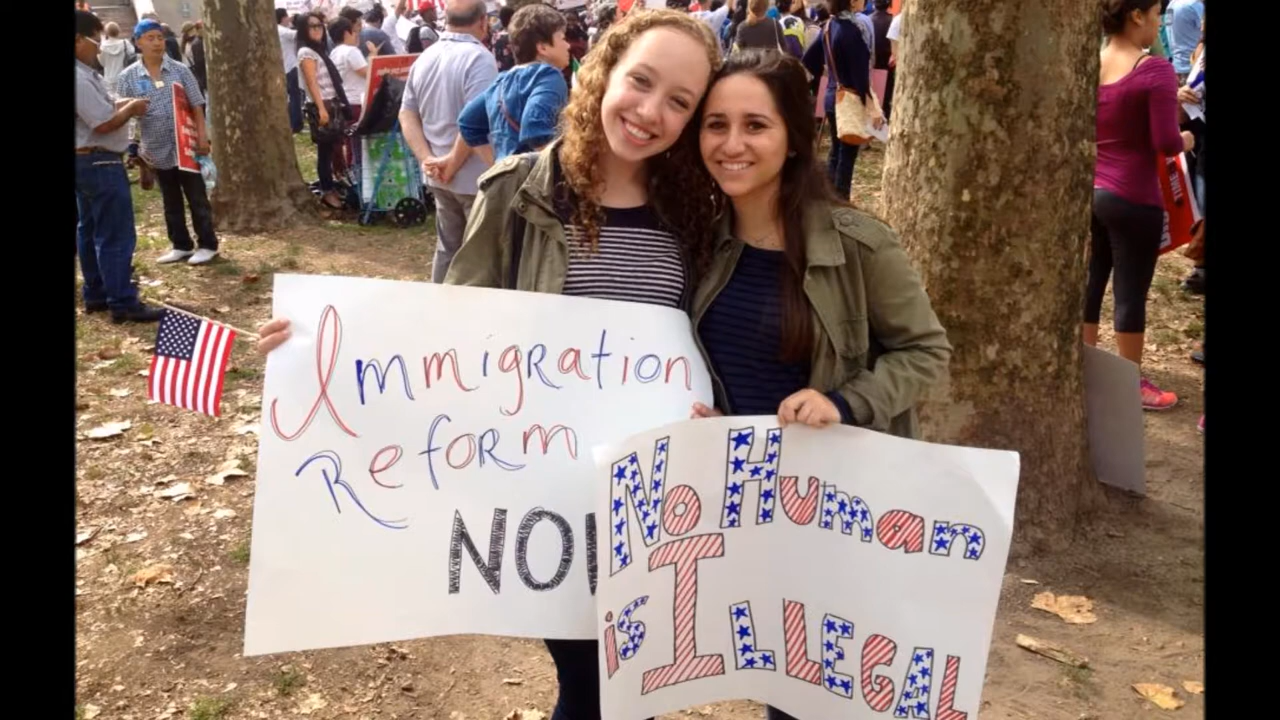 Immigration
Reform
NO
No Human
is ILLEGAL